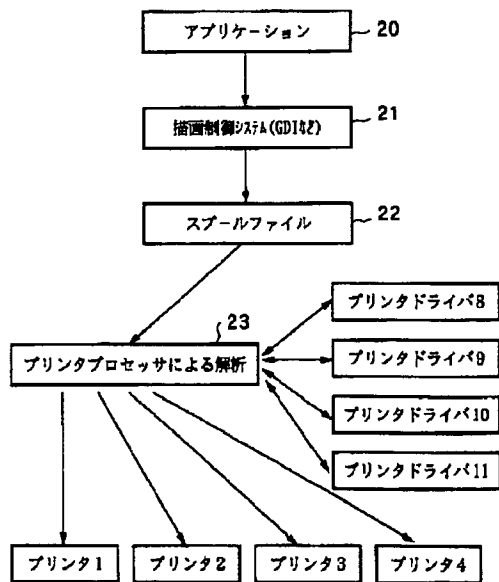 アプリケーション
20
描画制御システム(GDIなど)
21
スプールファイル
22
23
プリンタプロセッサによる解析
プリンタドライバ8
プリンタドライバ9
プリンタドライバ10
プリンタドライバ11
プリンタ1
プリンタ2
プリンタ3
プリンタ4